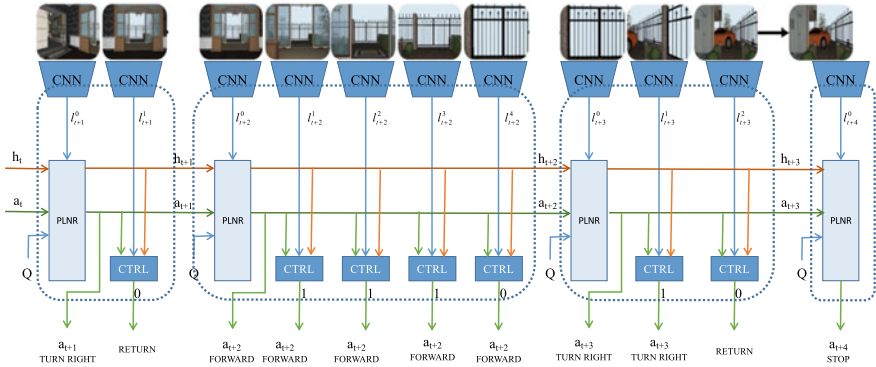 CNN CNN CNN CNN CNN CNN CNN CNN CNN CNN CNN
l⁰ₜ₊₁ l¹ₜ₊₁ l⁰ₜ₊₂ l¹ₜ₊₂ l²ₜ₊₂ l³ₜ₊₂ l⁴ₜ₊₂ l⁰ₜ₊₃ l¹ₜ₊₃ l²ₜ₊₃ l⁰ₜ₊₄
hₜ hₜ₊₁ hₜ₊₂ hₜ₊₃
aₜ aₜ₊₁ aₜ₊₂ aₜ₊₃
PLNR PLNR PLNR PLNR
Q CTRL Q CTRL CTRL CTRL CTRL Q CTRL CTRL Q
0 1 1 1 0 1 0
aₜ₊₁ aₜ₊₂ aₜ₊₂ aₜ₊₂ aₜ₊₂ aₜ₊₂ aₜ₊₃ aₜ₊₃ aₜ₊₄
TURN RIGHT RETURN FORWARD FORWARD FORWARD FORWARD FORWARD TURN RIGHT TURN RIGHT RETURN STOP